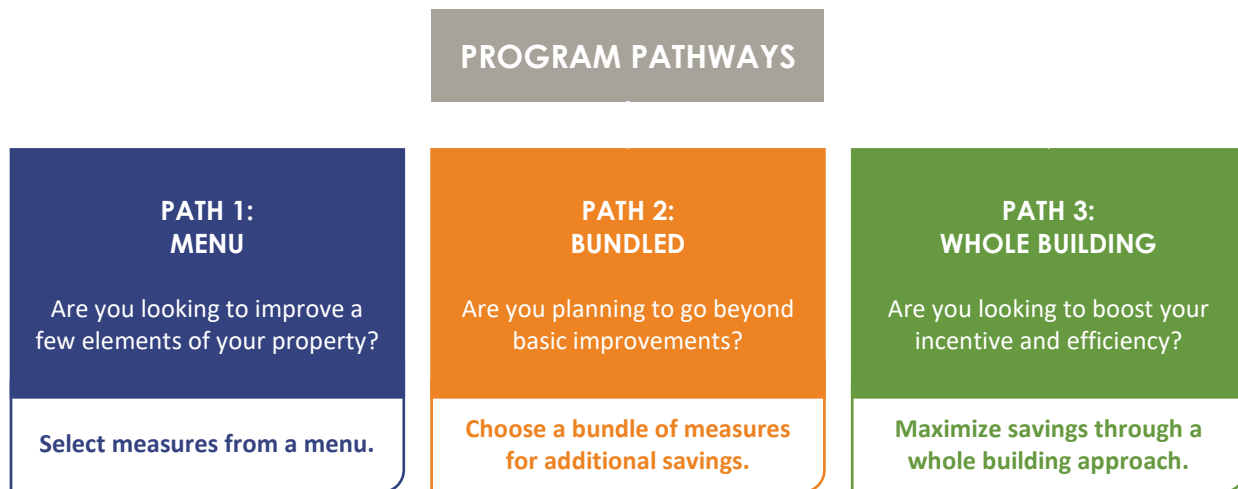 PROGRAM PATHWAYS
PATH 1:
MENU
Are you looking to improve a
few elements of your property?
Select measures from a menu.
PATH 2:
BUNDLED
Are you planning to go beyond
basic improvements?
Choose a bundle of measures
for additional savings.
PATH 3:
WHOLE BUILDING
Are you looking to boost your
incentive and efficiency?
Maximize savings through a
whole building approach.